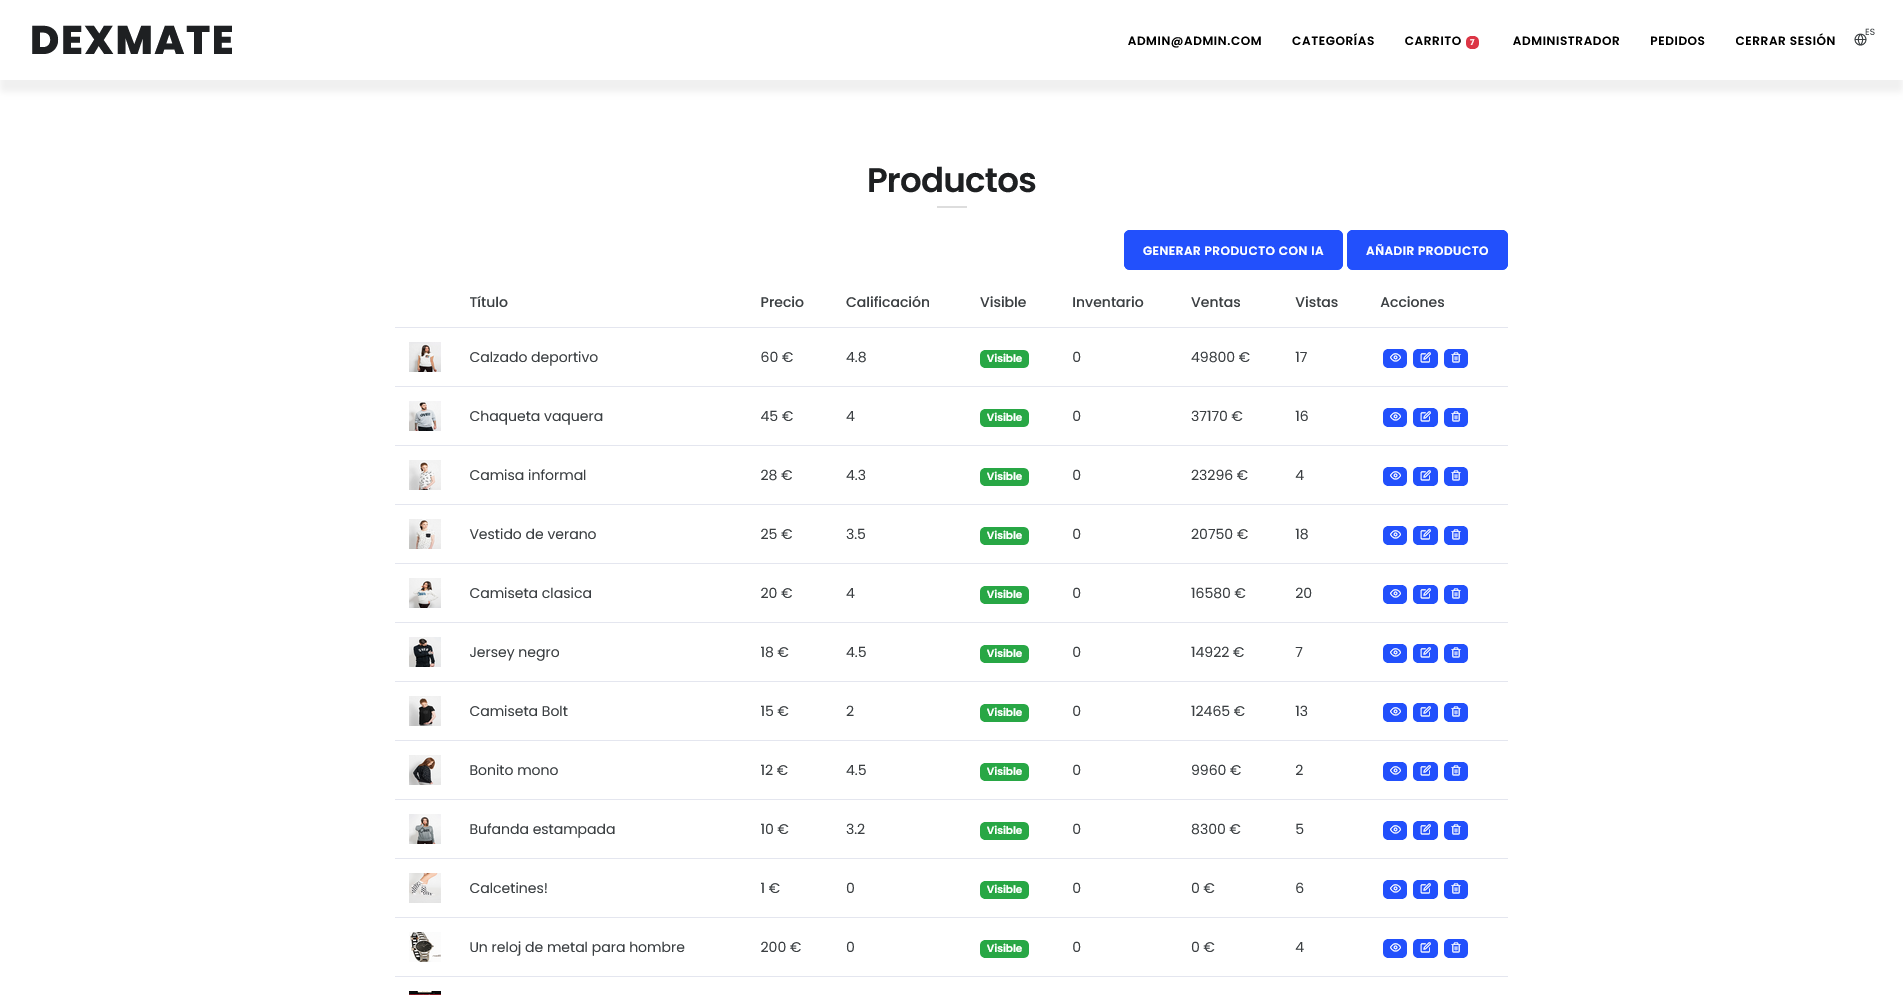 DEXMATE
ADMIN@ADMIN.COM CATEGORÍAS CARRITO 7 ADMINISTRADOR PEDIDOS CERRAR SESIÓN ES
Productos
GENERAR PRODUCTO CON IA AÑADIR PRODUCTO
Título Precio Calificación Visible Inventario Ventas Vistas Acciones
Calzado deportivo 60 € 4.8 Visible 0 49800 € 17
Chaqueta vaquera 45 € 4 Visible 0 37170 € 16
Camisa informal 28 € 4.3 Visible 0 23296 € 4
Vestido de verano 25 € 3.5 Visible 0 20750 € 18
Camiseta clasica 20 € 4 Visible 0 16580 € 20
Jersey negro 18 € 4.5 Visible 0 14922 € 7
Camiseta Bolt 15 € 2 Visible 0 12465 € 13
Bonito mono 12 € 4.5 Visible 0 9960 € 2
Bufanda estampada 10 € 3.2 Visible 0 8300 € 5
Calcetines! 1 € 0 Visible 0 0 € 6
Un reloj de metal para hombre 200 € 0 Visible 0 0 € 4